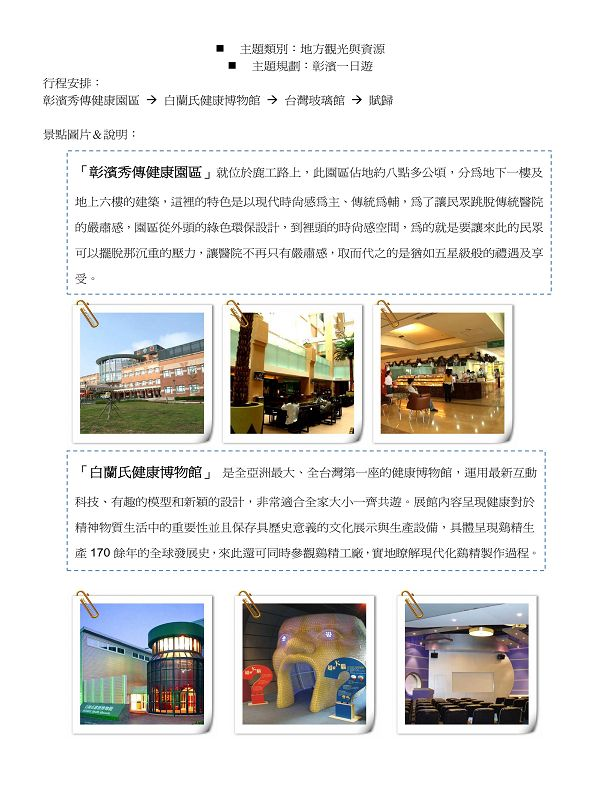 ■ 主題類別：地方觀光與資源
■ 主題規劃：彰濱一日遊
行程安排：
彰濱秀傳健康園區 → 白蘭氏健康博物館 → 台灣玻璃館 → 賦歸
景點圖片＆說明：
「彰濱秀傳健康園區」就位於鹿工路上，此園區佔地約八點多公頃，分為地下一樓及
地上六樓的建築，這裡的特色是以現代時尚感為主、傳統為輔，為了讓民眾跳脫傳統醫院
的嚴肅感，園區從外頭的綠色環保設計，到裡頭的時尚感空間，為的就是要讓來此的民眾
可以擺脫那沉重的壓力，讓醫院不再只有嚴肅感，取而代之的是猶如五星級般的禮遇及享
受。
「白蘭氏健康博物館」 是全亞洲最大、全台灣第一座的健康博物館，運用最新互動
科技、有趣的模型和新穎的設計，非常適合全家大小一齊共遊。展館內容呈現健康對於
精神物質生活中的重要性並且保存具歷史意義的文化展示與生產設備，具體呈現鷄精生
產 170 餘年的全球發展史，來此還可同時參觀鷄精工廠，實地瞭解現代化鷄精製作過程。